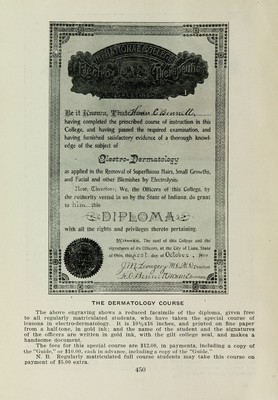 NATIONAL COLLEGE
Electro Therapeutics
Be it Known, That Homer C. Bennett,
having completed the prescribed course of instruction in this
College, and having passed the required examination, and
having furnished satisfactory evidence of a thorough knowl-
edge of the subject of
Electro-Dermatology
as applied in the Removal of Superfluous Hairs, Small Growths,
and Facial and other Blemishes by Electrolysis.
Now, Therefore: We, the Officers of this College, by
the authority vested in us by the State of Indiana, do grant
to him, this
DIPLOMA
with all the rights and privileges thereto pertaining.
Witnesseth, The seal of this College and the
signatures of its Officers, at the City of Lima, State
of Ohio, this first day of October,
THE DERMATOLOGY COURSE
The above engraving shows a reduced facsimile of the diploma, given free
to all regularly matriculated students, who have taken the special course of
lessons in electro-dermatology. It is 10½x16 inches, and printed on fine paper
from a half-tone, in gold ink; and the name of the student and the signatures
of the officers are written in gold ink, with the gilt college seal, and makes a
handsome document.
The fees for this special course are $12.00, in payments, including a copy of
the "Guide," or $10.00, cash in advance, including a copy of the "Guide."
N. B. Regularly matriculated full course students may take this course on
payment of $5.00 extra.
450